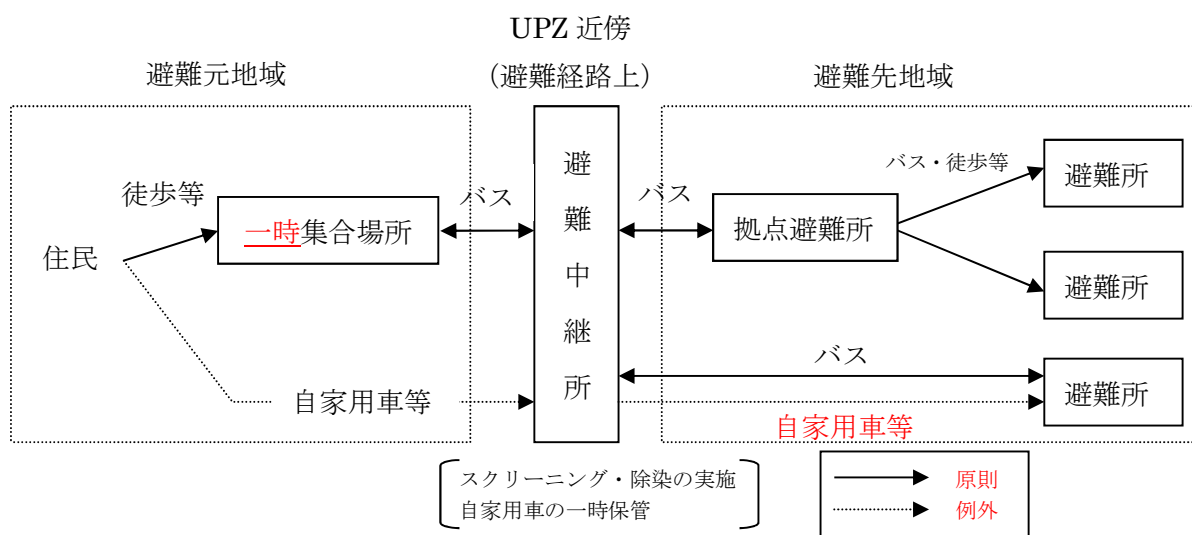 UPZ 近傍
（避難経路上）
避難元地域
避難先地域
徒歩等
一時集合場所
住民
自家用車等
バス
避難中継所
バス
拠点避難所
バス・徒歩等
避難所
避難所
バス
避難所
自家用車等
スクリーニング・除染の実施
自家用車の一時保管
原則
例外